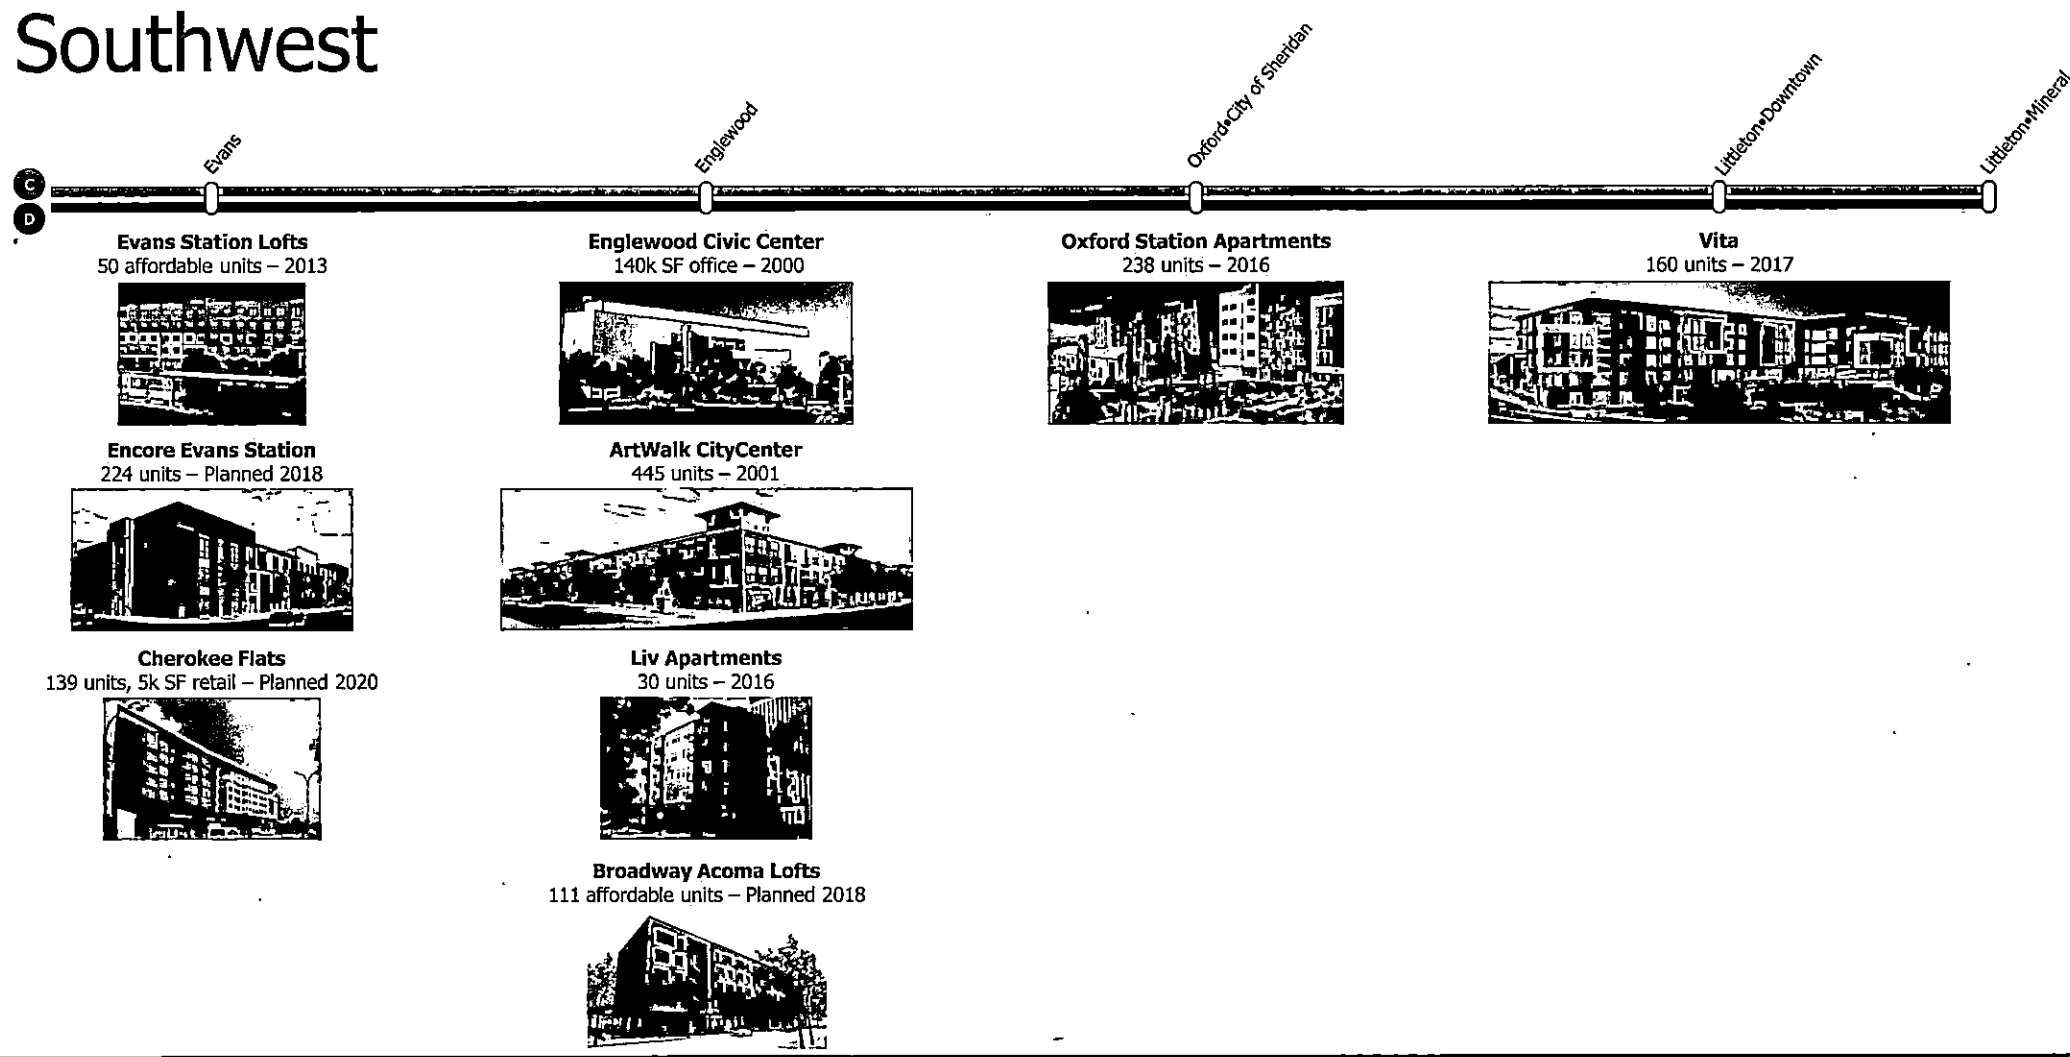 Southwest
C
D
Evans
Englewood
Oxford•City of Sheridan
Littleton•Downtown
Littleton•Mineral
Evans Station Lofts
50 affordable units – 2013
Encore Evans Station
224 units – Planned 2018
Cherokee Flats
139 units, 5k SF retail – Planned 2020
Englewood Civic Center
140k SF office – 2000
ArtWalk CityCenter
445 units – 2001
Liv Apartments
30 units – 2016
Broadway Acoma Lofts
111 affordable units – Planned 2018
Oxford Station Apartments
238 units – 2016
Vita
160 units – 2017